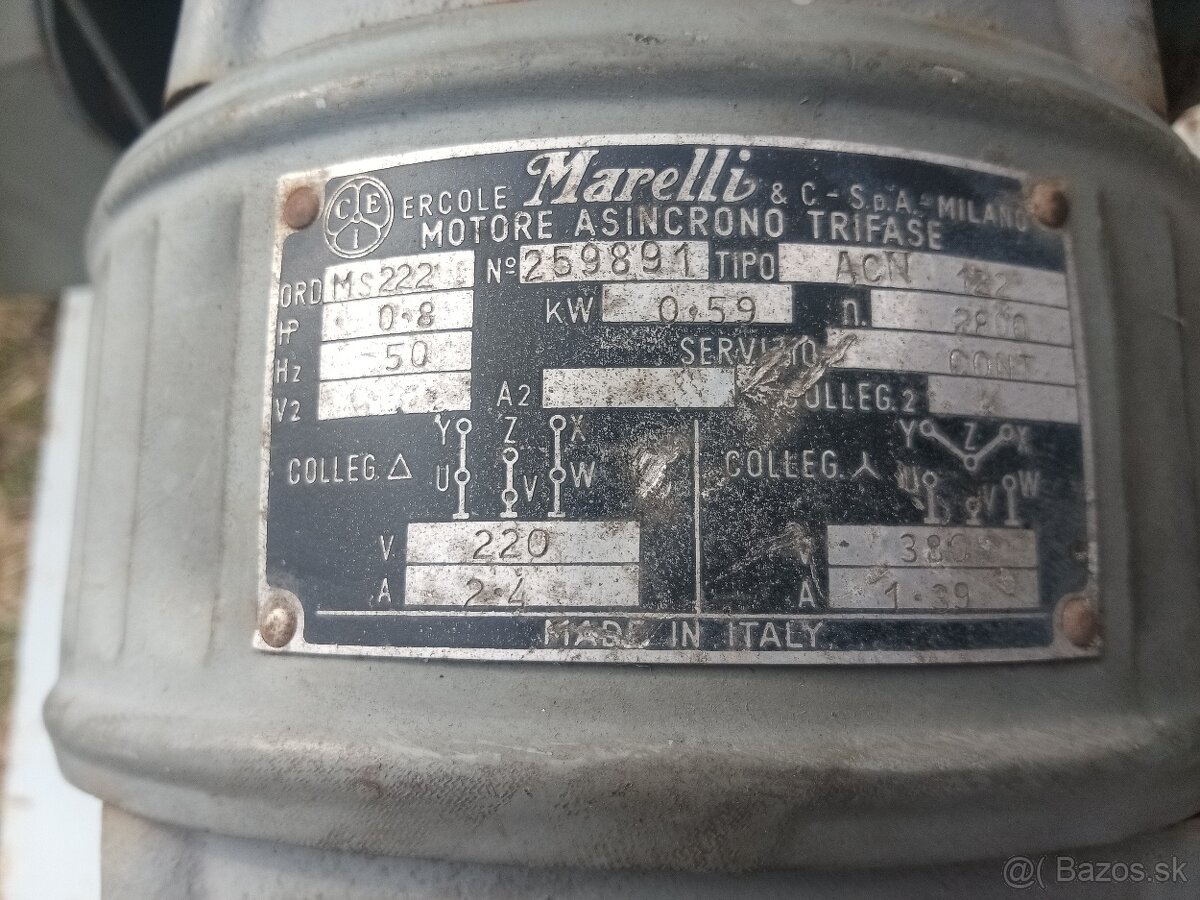 CEI ERCOLE Marelli & C - S.p.A. - MILANO
MOTORE ASINCRONO TRIFASE
ORD MS222 Nº 259891 TIPO ACN
HP 0.8 KW 0.59 n. 2800
Hz 50 SERVIZIO CONT
V2 A2 COLLEG. 2
COLLEG. △ Y Z X U V W COLLEG. Y Z X U V W
V 220 V 380
A 2.4 A 1.39
MADE IN ITALY
@( Bazos.sk